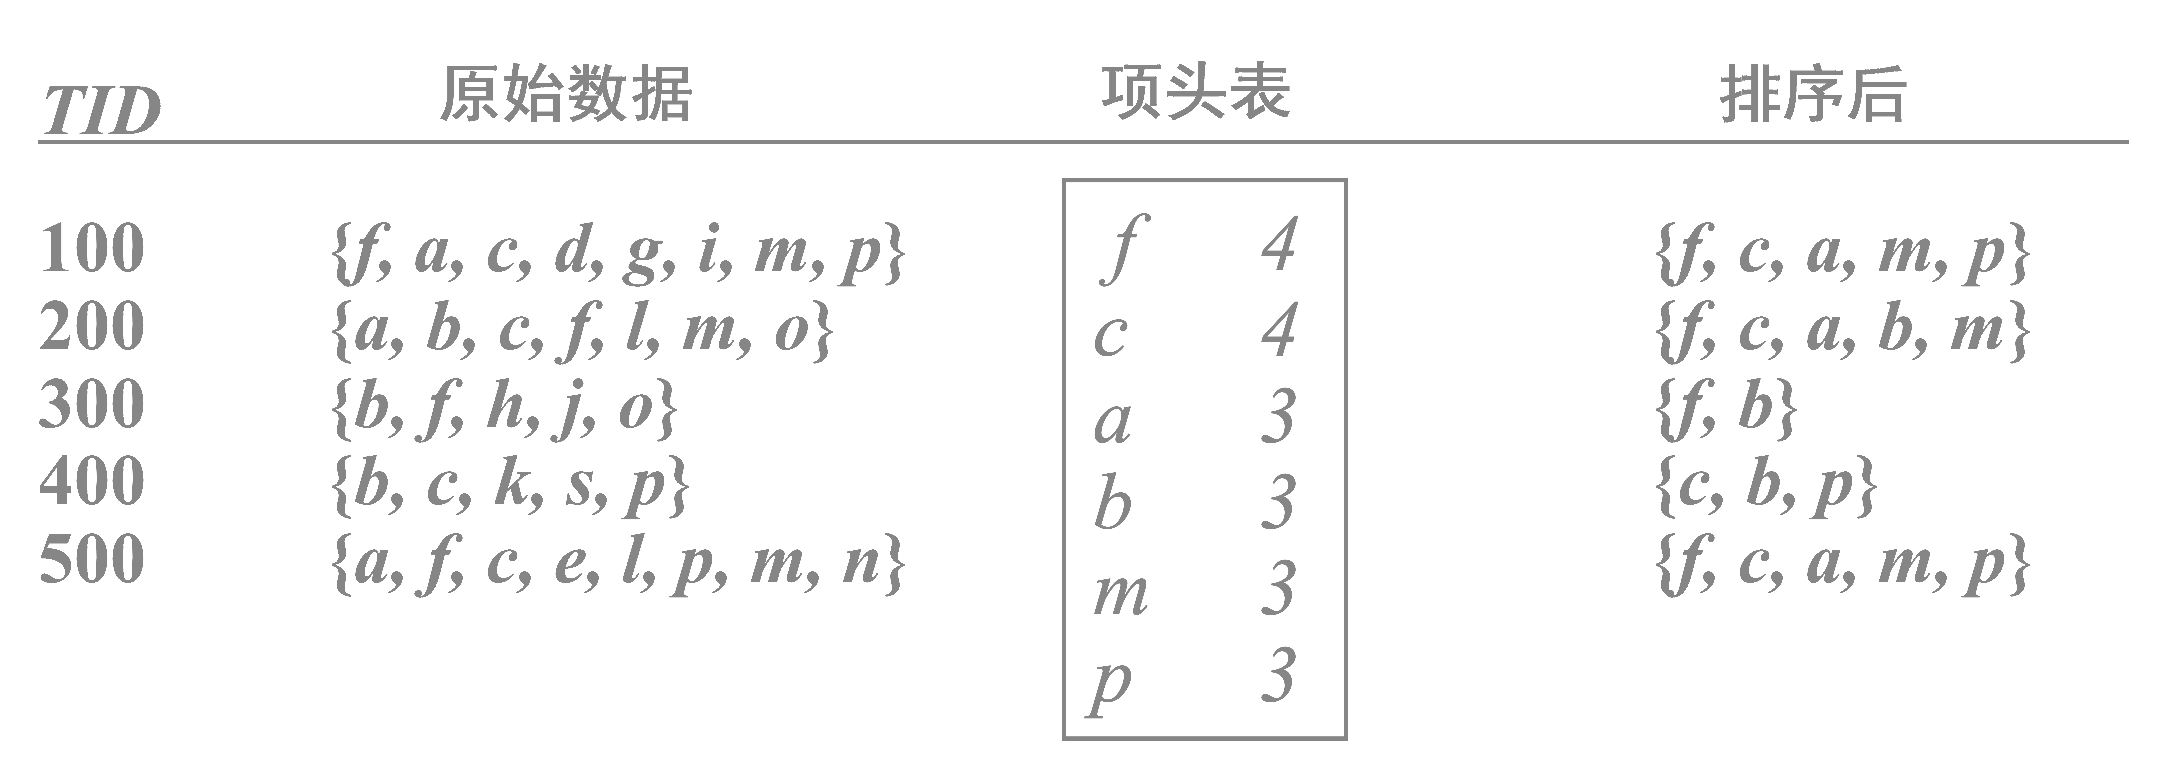 TID 原始数据 项头表 排序后
100 {f, a, c, d, g, i, m, p} f 4 {f, c, a, m, p}
200 {a, b, c, f, l, m, o} c 4 {f, c, a, b, m}
300 {b, f, h, j, o} a 3 {f, b}
400 {b, c, k, s, p} b 3 {c, b, p}
500 {a, f, c, e, l, p, m, n} m 3 {f, c, a, m, p}
p 3